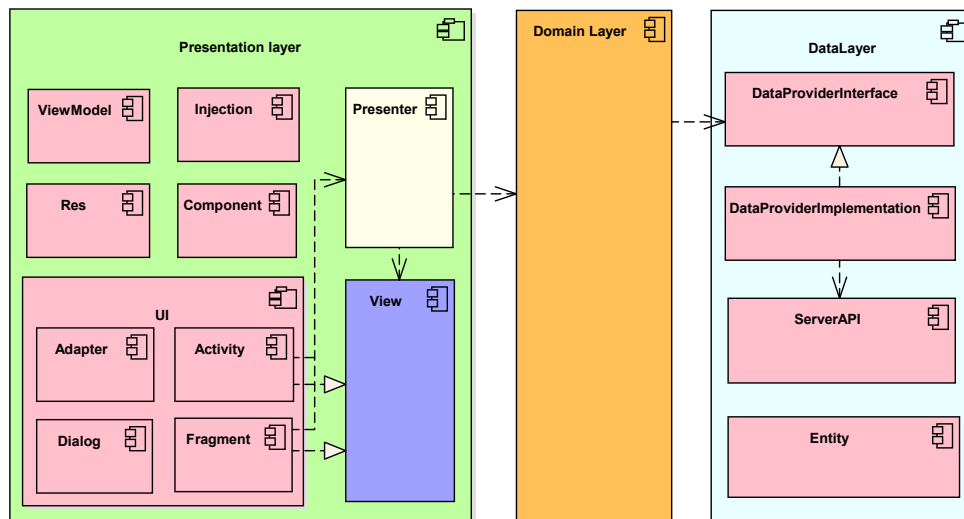 Presentation layer
Domain Layer
DataLayer
ViewModel
Injection
Presenter
DataProviderInterface
Res
Component
DataProviderImplementation
View
UI
ServerAPI
Adapter
Activity
Dialog
Fragment
Entity